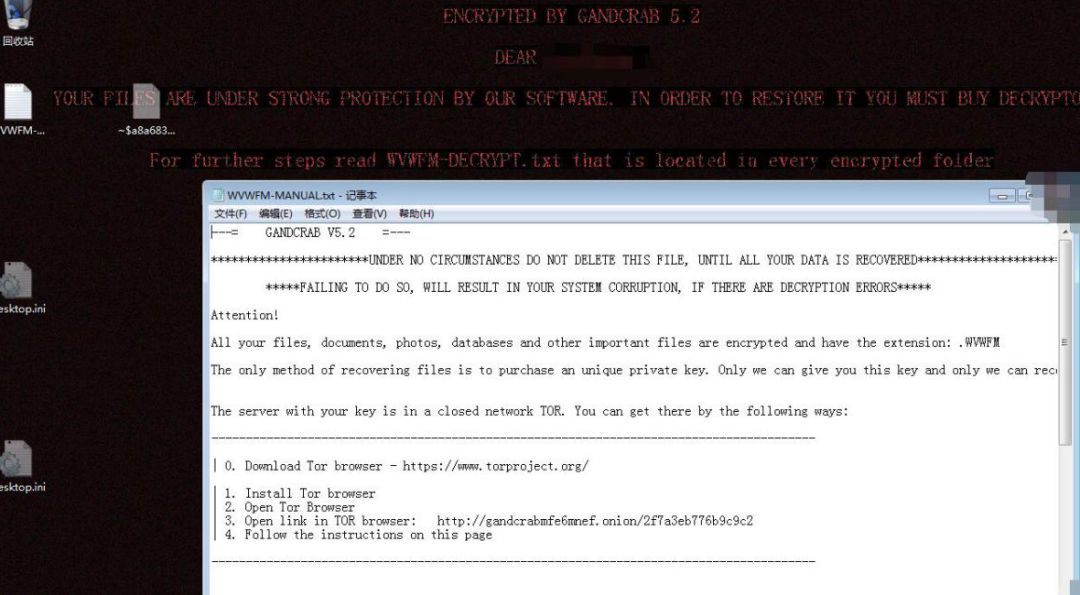 ENCRYPTED BY GANDCRAB 5.2
DEAR
YOUR FILES ARE UNDER STRONG PROTECTION BY OUR SOFTWARE. IN ORDER TO RESTORE IT YOU MUST BUY DECRYPTO
For further steps read WVWFM-DECRYPT.txt that is located in every encrypted folder
回收站
VWFM-...
~$a8a683...
esktop.ini
esktop.ini
WVWFM-MANUAL.txt - 记事本
文件(F) 编辑(E) 格式(O) 查看(V) 帮助(H)
---= GANDCRAB V5.2 =---
***********************UNDER NO CIRCUMSTANCES DO NOT DELETE THIS FILE, UNTIL ALL YOUR DATA IS RECOVERED********************
*****FAILING TO DO SO, WILL RESULT IN YOUR SYSTEM CORRUPTION, IF THERE ARE DECRYPTION ERRORS*****
Attention!
All your files, documents, photos, databases and other important files are encrypted and have the extension: .WVWFM
The only method of recovering files is to purchase an unique private key. Only we can give you this key and only we can rec
The server with your key is in a closed network TOR. You can get there by the following ways:
----------------------------------------------------------------------------------------
| 0. Download Tor browser - https://www.torproject.org/
| 1. Install Tor browser
| 2. Open Tor Browser
| 3. Open link in TOR browser: http://gandcrabmfe6mnef.onion/2f7a3eb776b9c9c2
| 4. Follow the instructions on this page
----------------------------------------------------------------------------------------